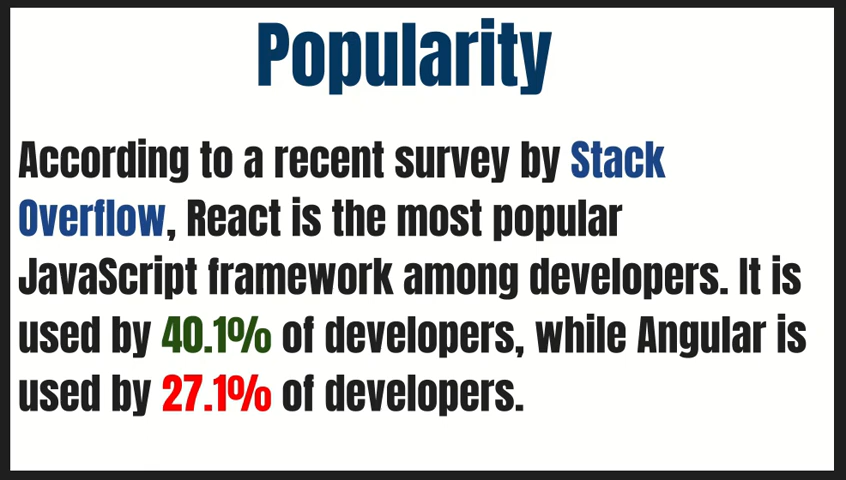 Popularity
According to a recent survey by Stack
Overflow, React is the most popular
JavaScript framework among developers. It is
used by 40.1% of developers, while Angular is
used by 27.1% of developers.